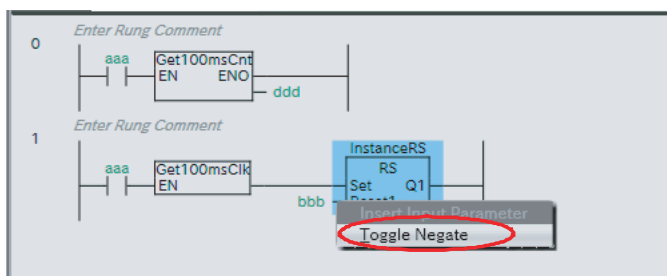 Enter Rung Comment
0
aaa
Get100msCnt
EN ENO
ddd
Enter Rung Comment
1
aaa
Get100msClk
EN
InstanceRS
RS
Set Q1
bbb
Reset1
Insert Input Parameter
Toggle Negate